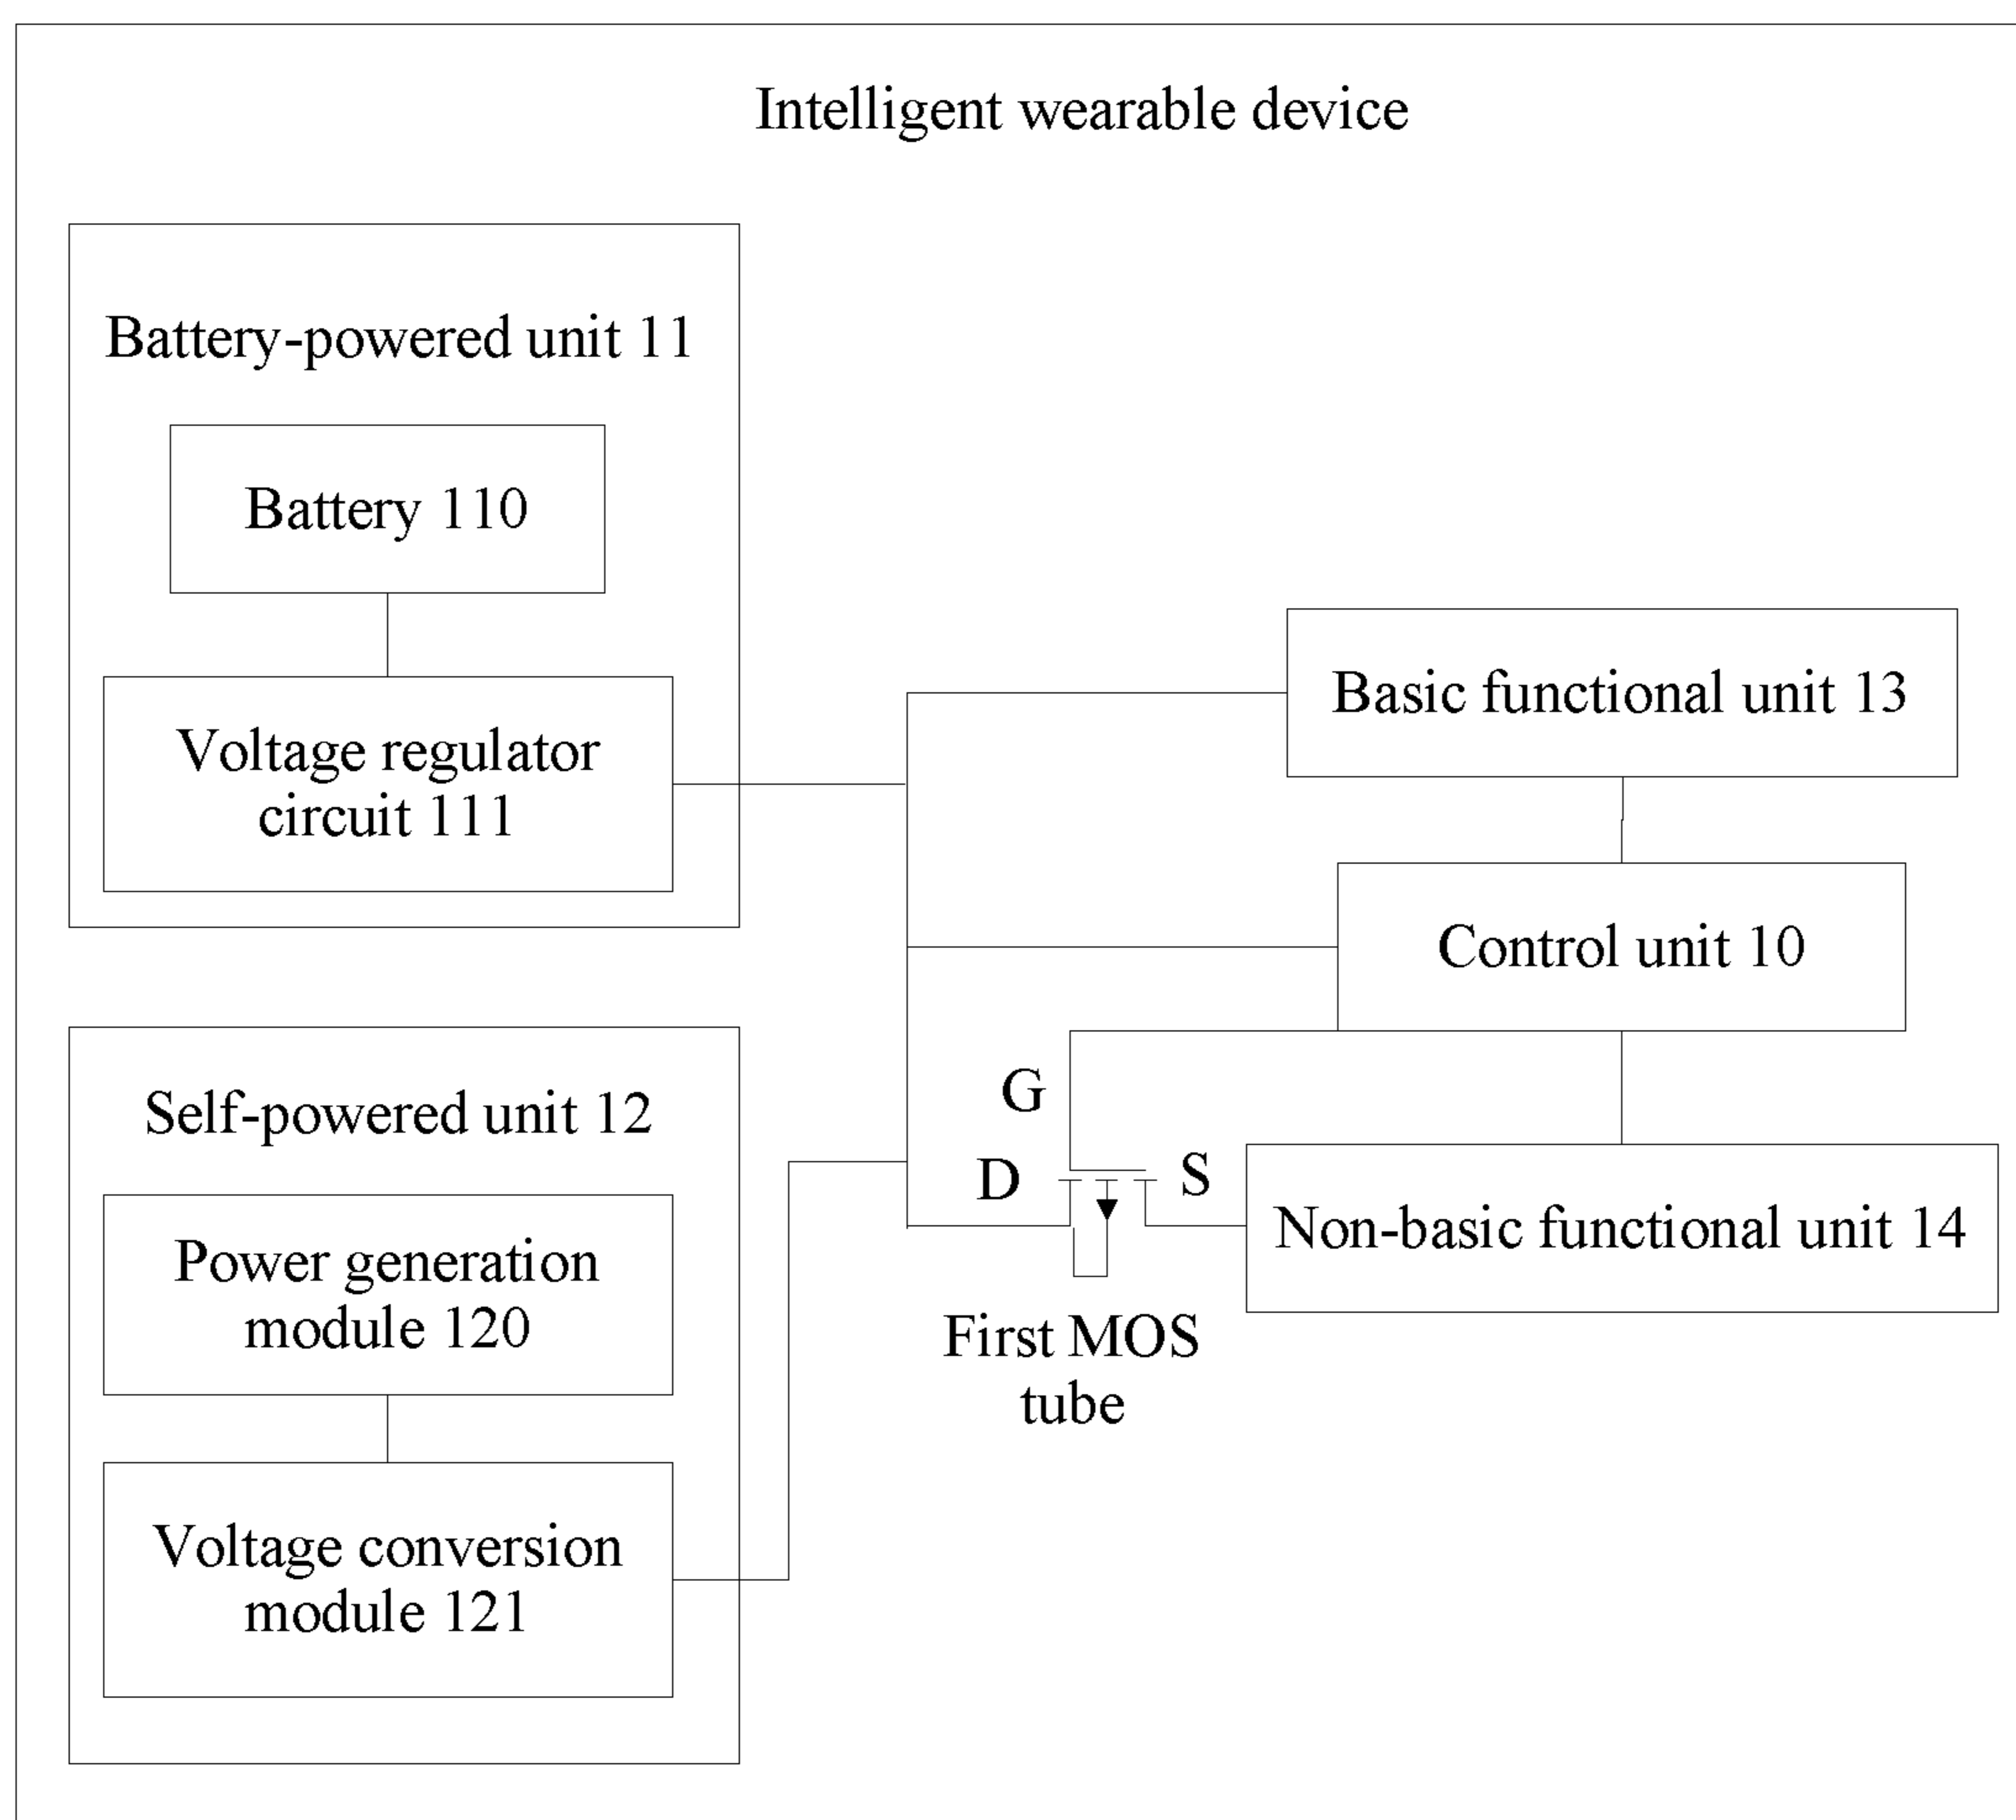 Intelligent wearable device
Battery-powered unit 11
Battery 110
Voltage regulator
circuit 111
Basic functional unit 13
Control unit 10
G
D
S
Non-basic functional unit 14
First MOS
tube
Self-powered unit 12
Power generation
module 120
Voltage conversion
module 121